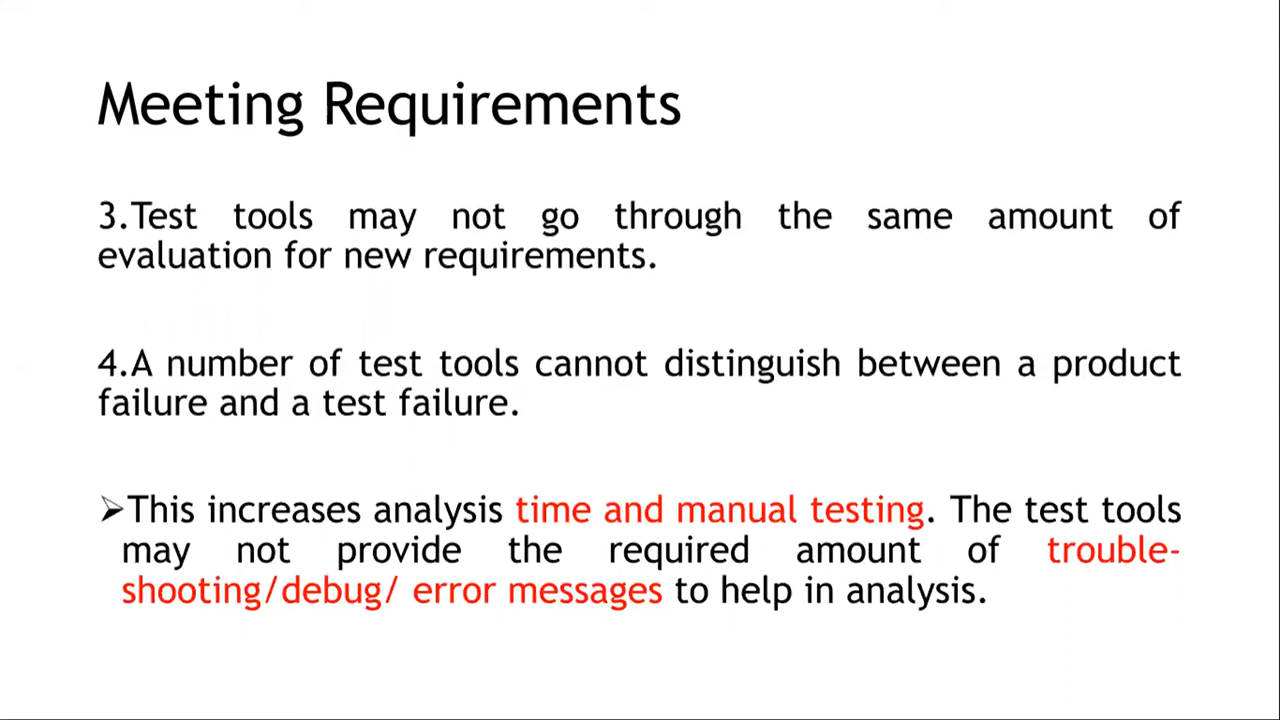 Meeting Requirements
3.Test tools may not go through the same amount of
evaluation for new requirements.
4.A number of test tools cannot distinguish between a product
failure and a test failure.
➢This increases analysis time and manual testing. The test tools
may not provide the required amount of trouble-
shooting/debug/ error messages to help in analysis.